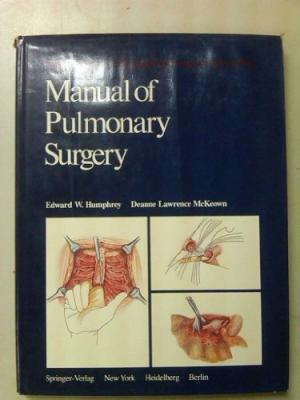 Manual of
Pulmonary
Surgery
Edward W. Humphrey Deanne Lawrence McKeown
Springer-Verlag New York Heidelberg Berlin